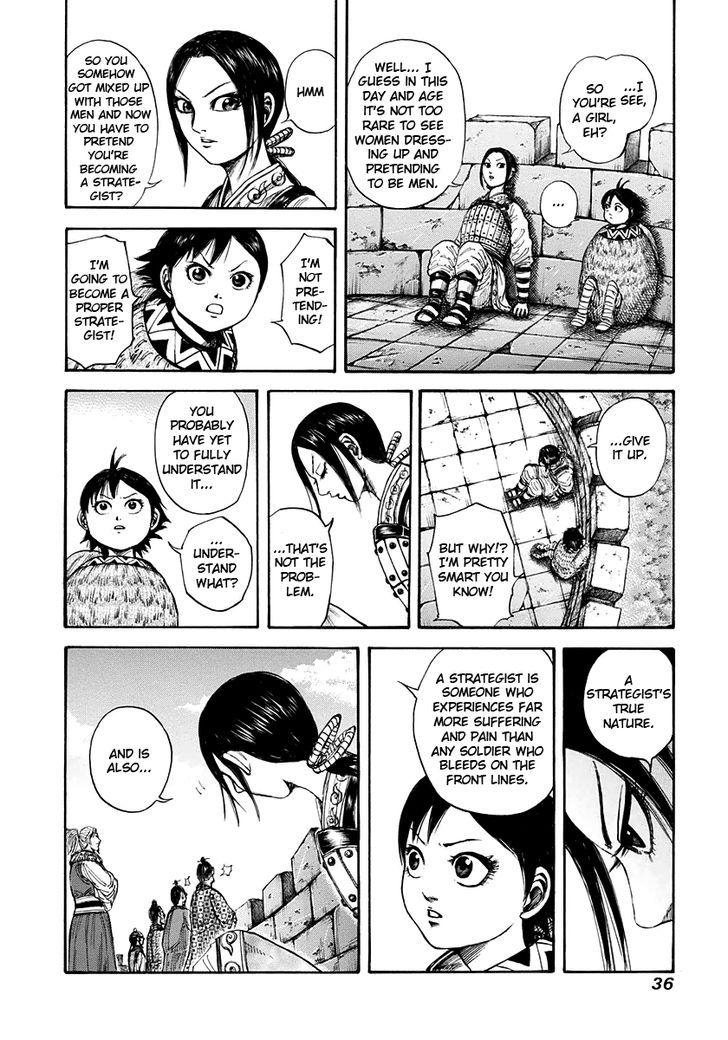 ...I
SEE,
SO
YOU'RE
A GIRL,
EH?
...
WELL... I
GUESS IN THIS
DAY AND AGE
IT'S NOT TOO
RARE TO SEE
WOMEN DRESS-
ING UP AND
PRETENDING
TO BE MEN.
HMM
SO YOU
SOMEHOW
GOT MIXED UP
WITH THOSE
MEN AND NOW
YOU HAVE TO
PRETEND
YOU'RE
BECOMING
A STRATE-
GIST?
I'M
NOT
PRE-
TEND-
ING!
I'M
GOING TO
BECOME A
PROPER
STRATE-
GIST!
...GIVE
IT UP.
BUT WHY!?
I'M PRETTY
SMART YOU
KNOW!
...THAT'S
NOT THE
PROB-
LEM.
YOU
PROBABLY
HAVE YET
TO FULLY
UNDERSTAND
IT...
...
UNDER-
STAND
WHAT?
A
STRATEGIST'S
TRUE
NATURE.
A STRATEGIST
IS SOMEONE WHO
EXPERIENCES FAR
MORE SUFFERING
AND PAIN THAN
ANY SOLDIER WHO
BLEEDS ON THE
FRONT LINES.
AND IS
ALSO...
36